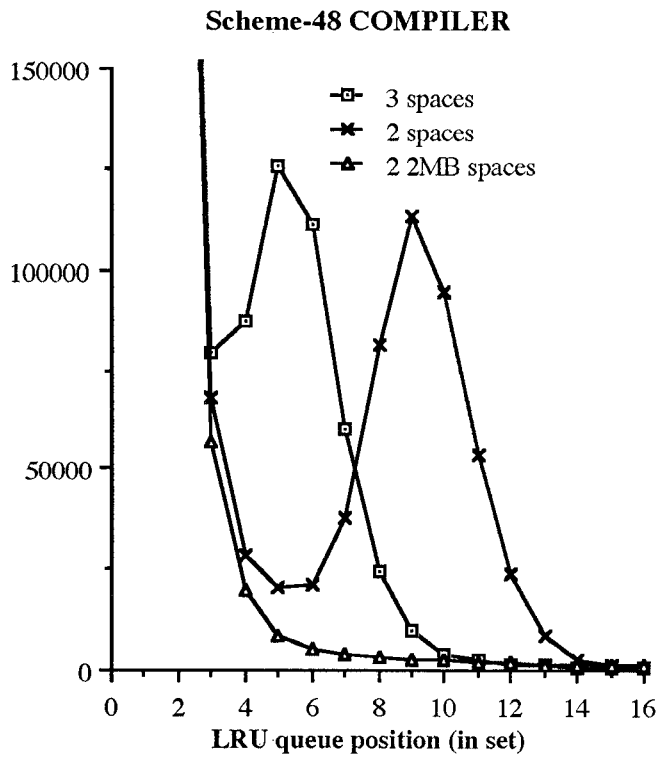 Scheme-48 COMPILER
150000
100000
50000
0
3 spaces
2 spaces
2 2MB spaces
0 2 4 6 8 10 12 14 16
LRU queue position (in set)